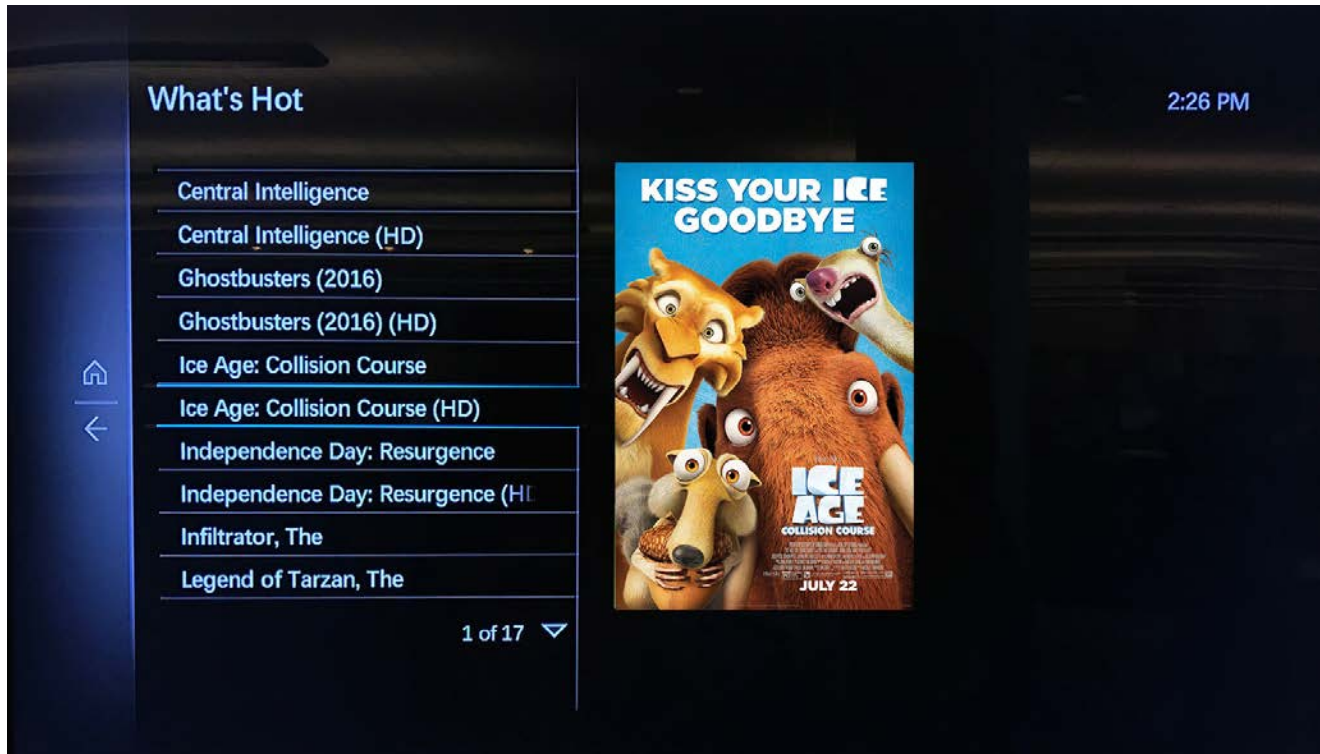 What's Hot
2:26 PM
Central Intelligence
Central Intelligence (HD)
Ghostbusters (2016)
Ghostbusters (2016) (HD)
Ice Age: Collision Course
Ice Age: Collision Course (HD)
Independence Day: Resurgence
Independence Day: Resurgence (HD
Infiltrator, The
Legend of Tarzan, The
1 of 17
KISS YOUR ICE
GOODBYE
ICE
AGE
COLLISION COURSE
JULY 22